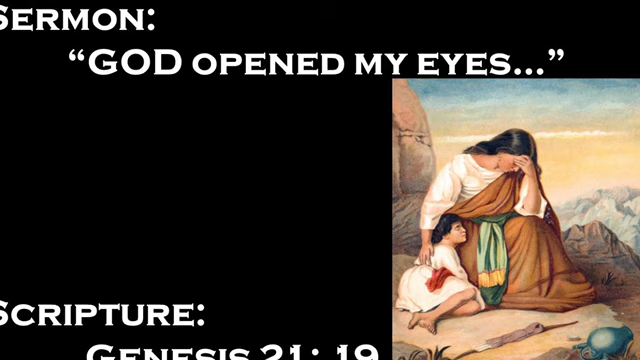 SERMON:
“GOD OPENED MY EYES...”
SCRIPTURE:
GENESIS 21: 19